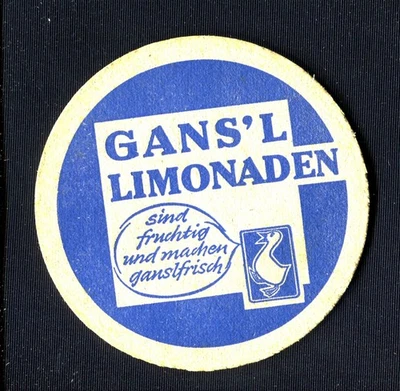 GANS'L
LIMONADEN
sind
fruchtig
und machen
ganslfrisch!